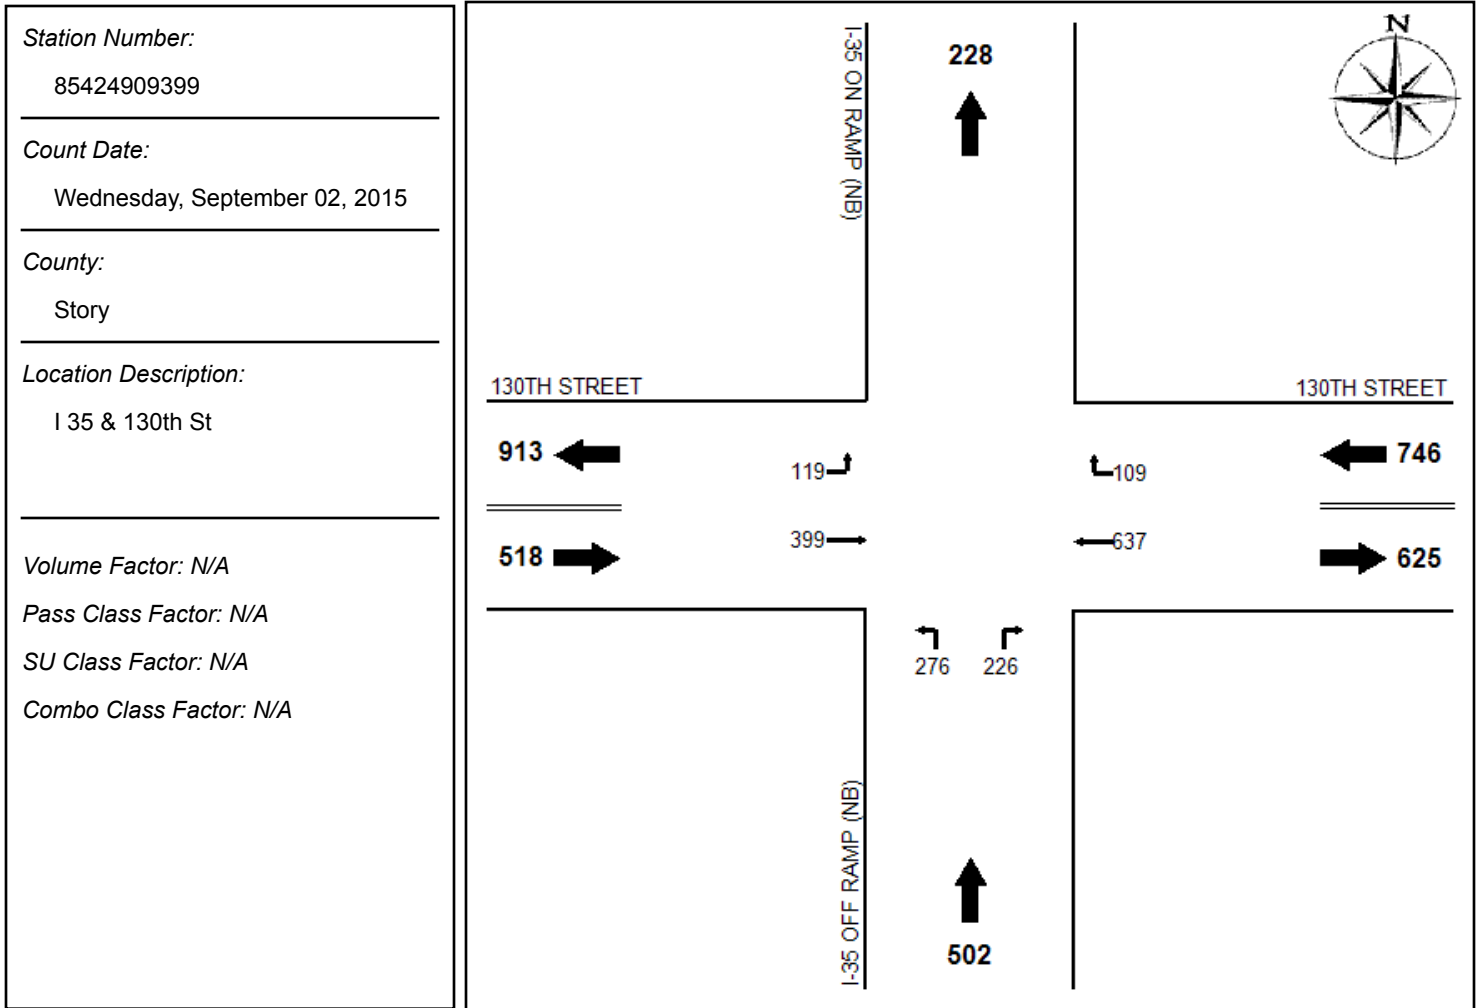 Station Number:
85424909399
Count Date:
Wednesday, September 02, 2015
County:
Story
Location Description:
I 35 & 130th St
Volume Factor: N/A
Pass Class Factor: N/A
SU Class Factor: N/A
Combo Class Factor: N/A
N
I-35 ON RAMP (NB)
228
130TH STREET
130TH STREET
913
119
109
746
518
399
637
625
276
226
I-35 OFF RAMP (NB)
502